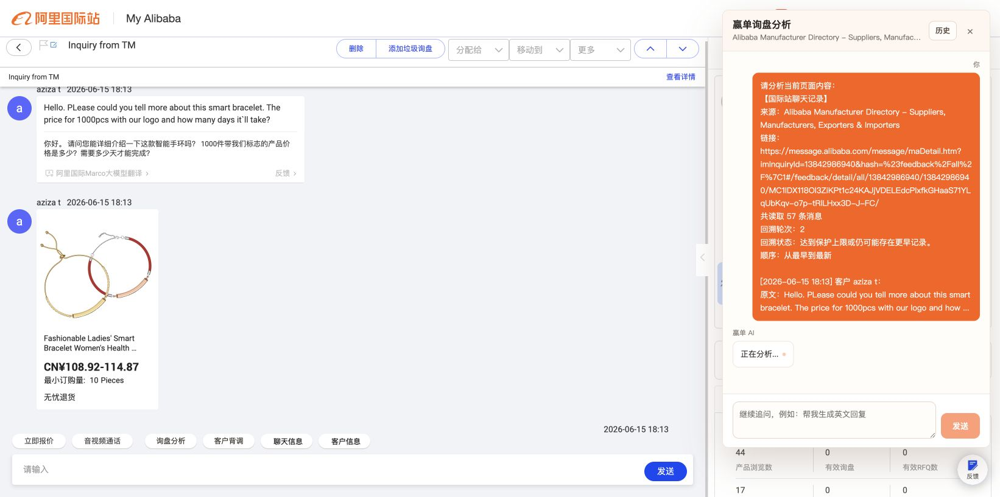 阿里国际站
My Alibaba
Inquiry from TM
删除
添加垃圾询盘
分配给
移动到
更多
Inquiry from TM
查看详情
aziza t 2026-06-15 18:13
a
Hello. PLease could you tell more about this smart bracelet. The
price for 1000pcs with our logo and how many days it`ll take?
你好。 请问您能详细介绍一下这款智能手环吗？ 1000件带我们标志的产品价
格是多少？需要多少天才能完成？
阿里国际Marco大模型翻译 >
反馈 >
aziza t 2026-06-15 18:13
a
Fashionable Ladies' Smart
Bracelet Women's Health ...
CN¥108.92-114.87
最小订购量: 10 Pieces
无忧退货
2026-06-15 18:13
立即报价
音视频通话
询盘分析
客户背调
聊天信息
客户信息
请输入
发送
赢单询盘分析
Alibaba Manufacturer Directory – Suppliers, Manufac...
历史
×
你
请分析当前页面内容：
【国际站聊天记录】
来源：Alibaba Manufacturer Directory – Suppliers,
Manufacturers, Exporters & Importers
链接：
https://message.alibaba.com/message/maDetail.htm?
imInquiryId=13842986940&hash=%23feedback%2Fall%2
F%7C1#/feedback/detail/all/13842986940/1384298694
0/MC1IDX118OI3ZiKPt1c24KAJjVDELEdcPIxfkGHaaS71YL
qUbKqv-o7p-tRlLHxx3D-J-FC/
共读取 57 条消息
回溯轮次：2
回溯状态：达到保护上限或仍可能存在更早记录。
顺序：从最早到最新
[2026-06-15 18:13] 客户 aziza t：
原文：Hello. PLease could you tell more about this smart
bracelet. The price for 1000pcs with our logo and how ...
赢单 AI
正在分析...
继续追问，例如：帮我生成英文回复
发送
44
0
0
产品浏览数
有效询盘
有效RFQ数
反馈
17
0
0